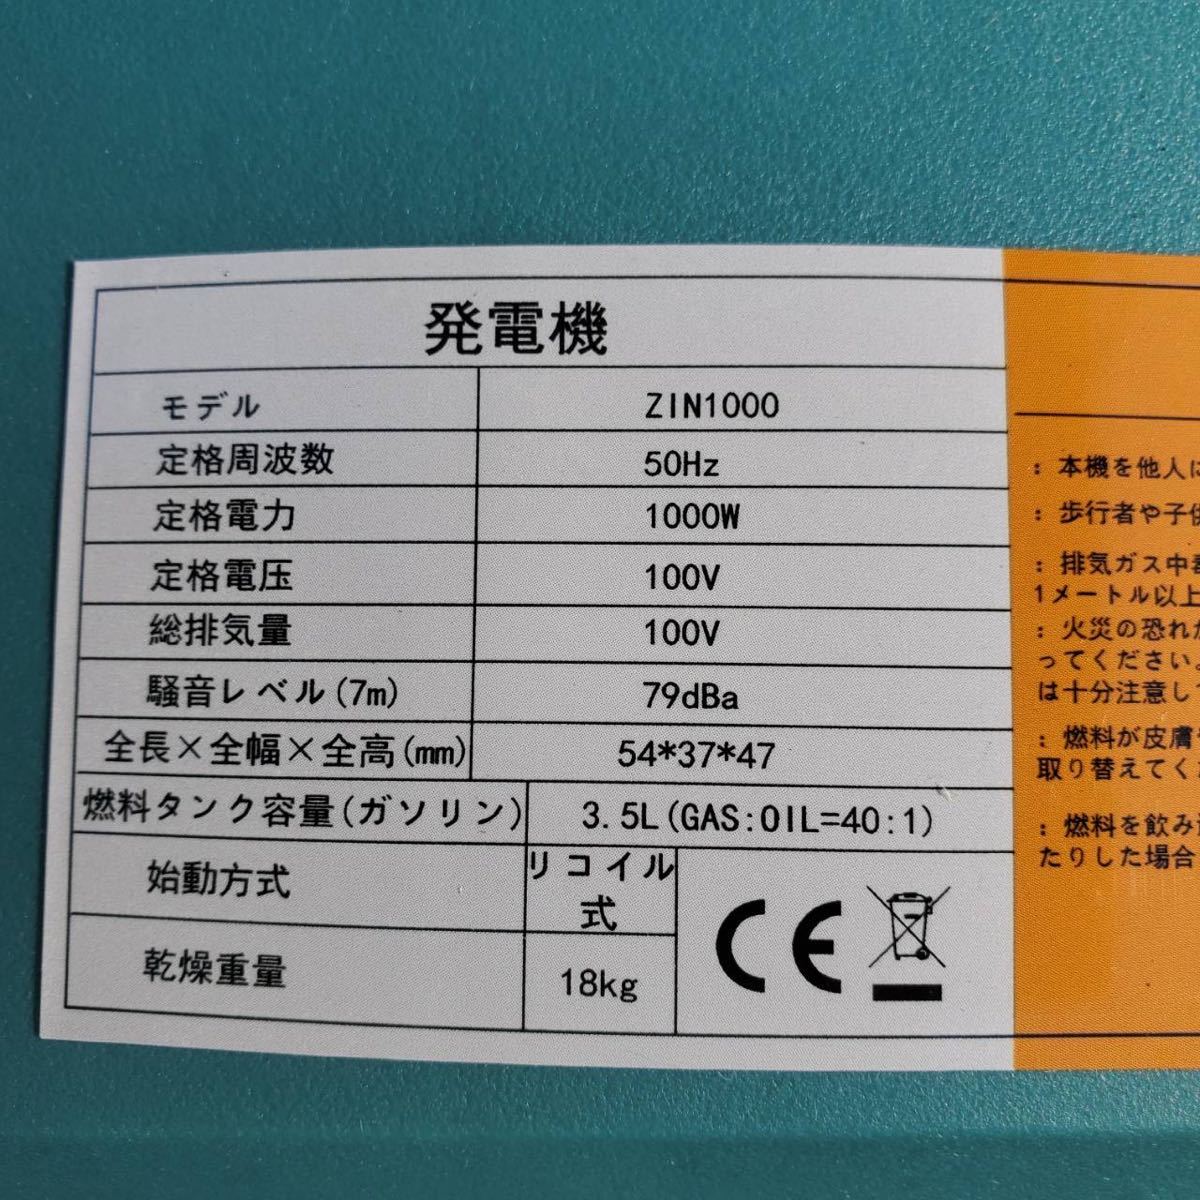 発電機
モデル ZIN1000
定格周波数 50Hz
定格電力 1000W
定格電圧 100V
総排気量 100V
騒音レベル(7m) 79dBa
全長×全幅×全高(mm) 54*37*47
燃料タンク容量(ガソリン) 3.5L(GAS:OIL=40:1)
始動方式 リコイル
式
乾燥重量 18kg
CE
：本機を他人に
：歩行者や子供
：排気ガス中毒
1メートル以上
：火災の恐れが
ってください。
は十分注意して
：燃料が皮膚や
取り替えてくだ
：燃料を飲み
たりした場合